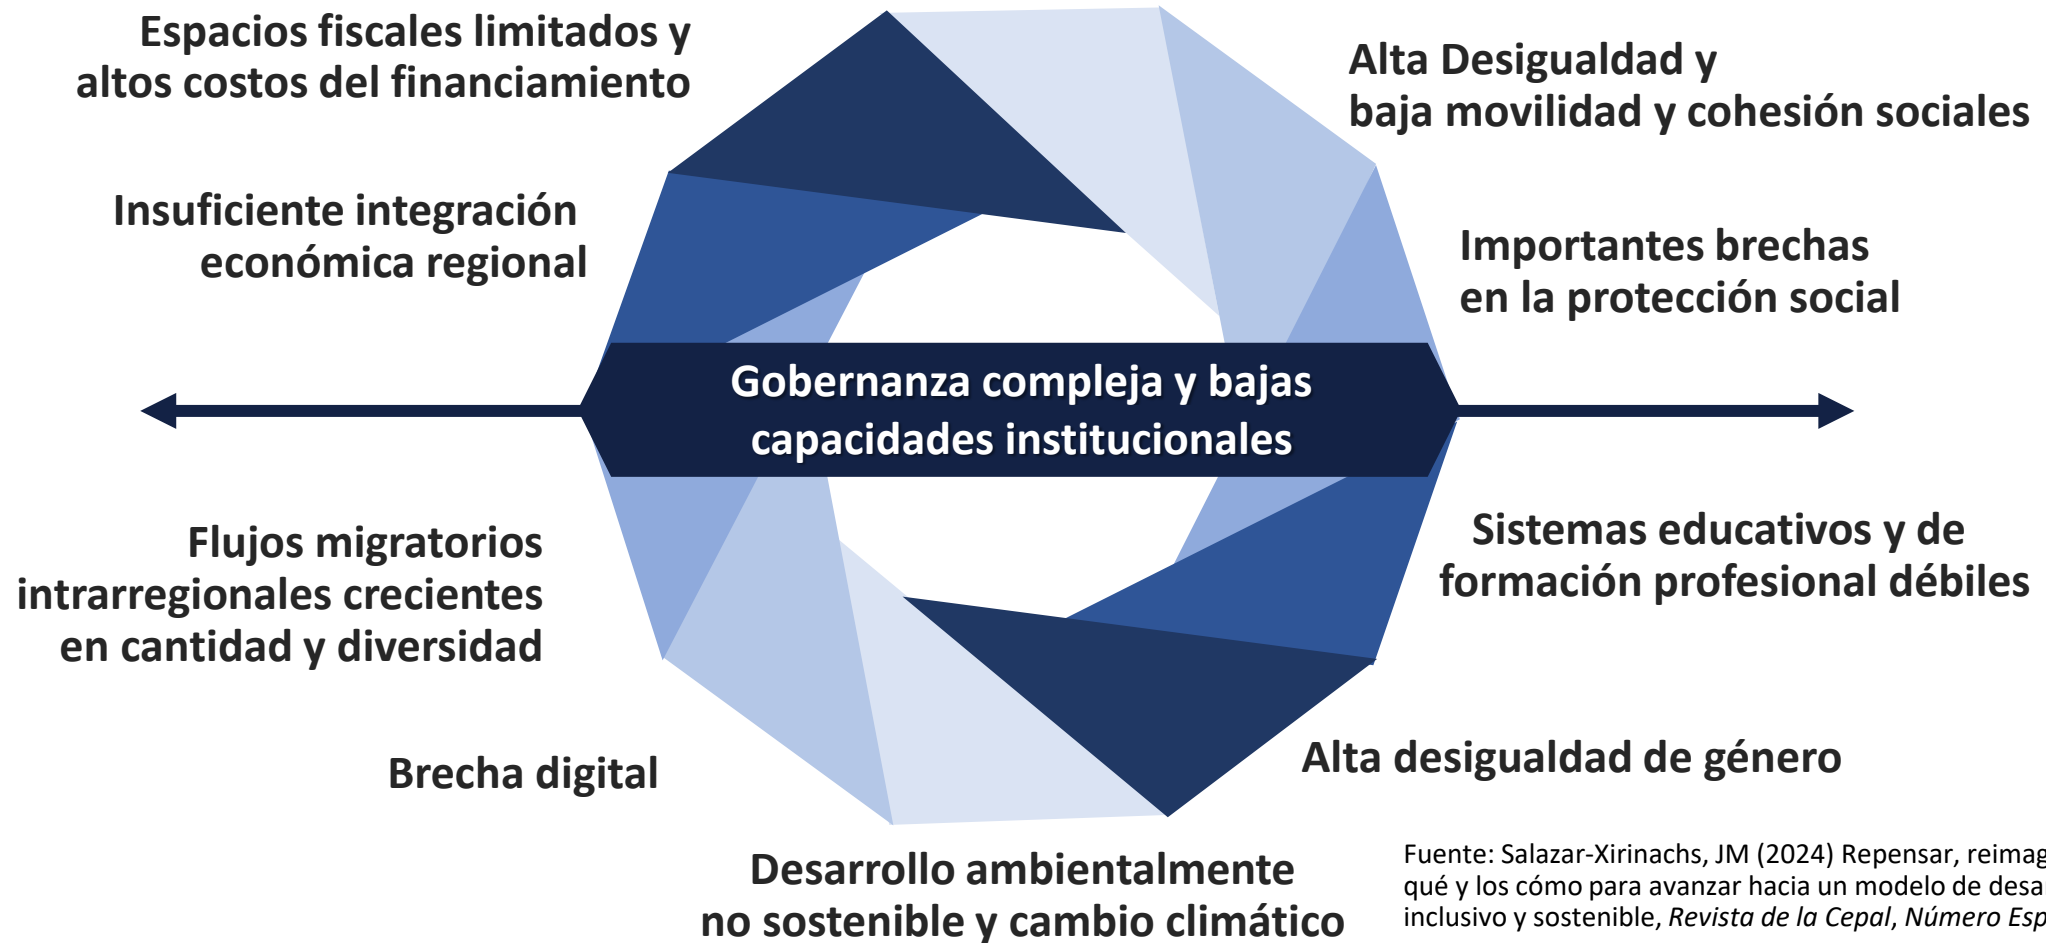 Espacios fiscales limitados y
altos costos del financiamiento
Alta Desigualdad y
baja movilidad y cohesión sociales
Insuficiente integración
económica regional
Importantes brechas
en la protección social
Gobernanza compleja y bajas
capacidades institucionales
Flujos migratorios
intrarregionales crecientes
en cantidad y diversidad
Sistemas educativos y de
formación profesional débiles
Brecha digital
Alta desigualdad de género
Desarrollo ambientalmente
no sostenible y cambio climático
Fuente: Salazar-Xirinachs, JM (2024) Repensar,
qué y los cómo para avanzar hacia un modelo de
inclusivo y sostenible, Revista de la Cepal, Número